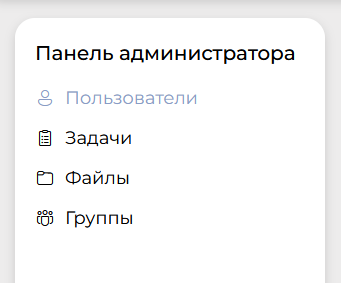 Панель администратора
Пользователи
Задачи
Файлы
Группы